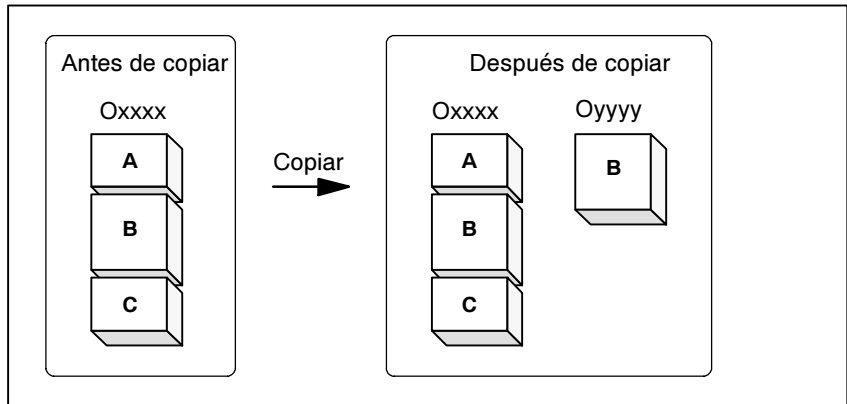 Antes de copiar
Oxxxx
A
B
C
Copiar
Después de copiar
Oxxxx
A
B
C
Oyyyy
B